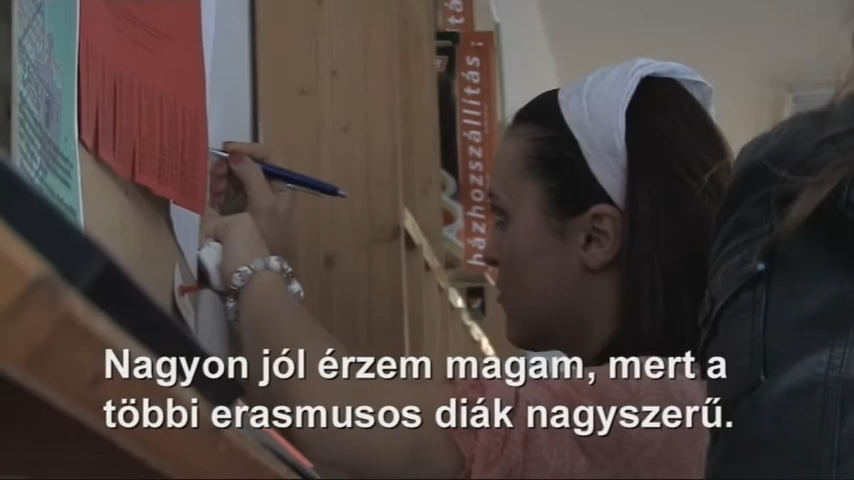 házhozszállítás
Nagyon jól érzem magam, mert a
többi erasmusos diák nagyszerű.